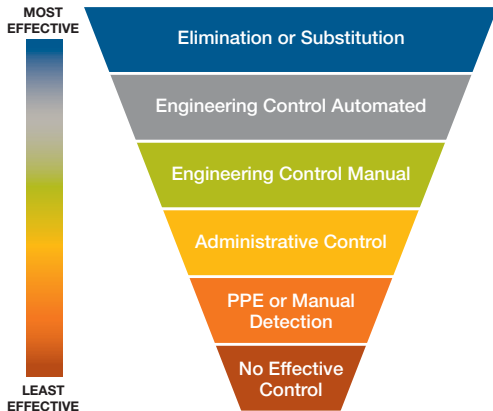 MOST
EFFECTIVE
Elimination or Substitution
Engineering Control Automated
Engineering Control Manual
Administrative Control
PPE or Manual
Detection
No Effective
Control
LEAST
EFFECTIVE